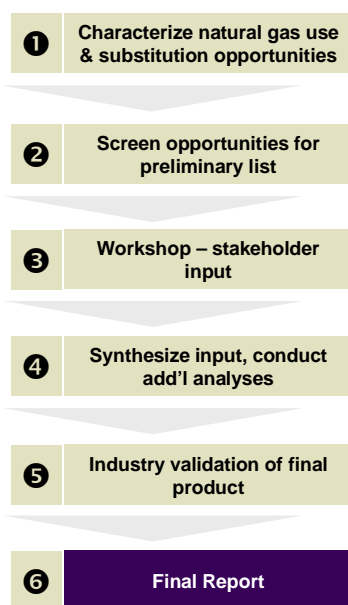 ❶ Characterize natural gas use
& substitution opportunities
❷ Screen opportunities for
preliminary list
❸ Workshop – stakeholder
input
❹ Synthesize input, conduct
add'l analyses
❺ Industry validation of final
product
❻ Final Report